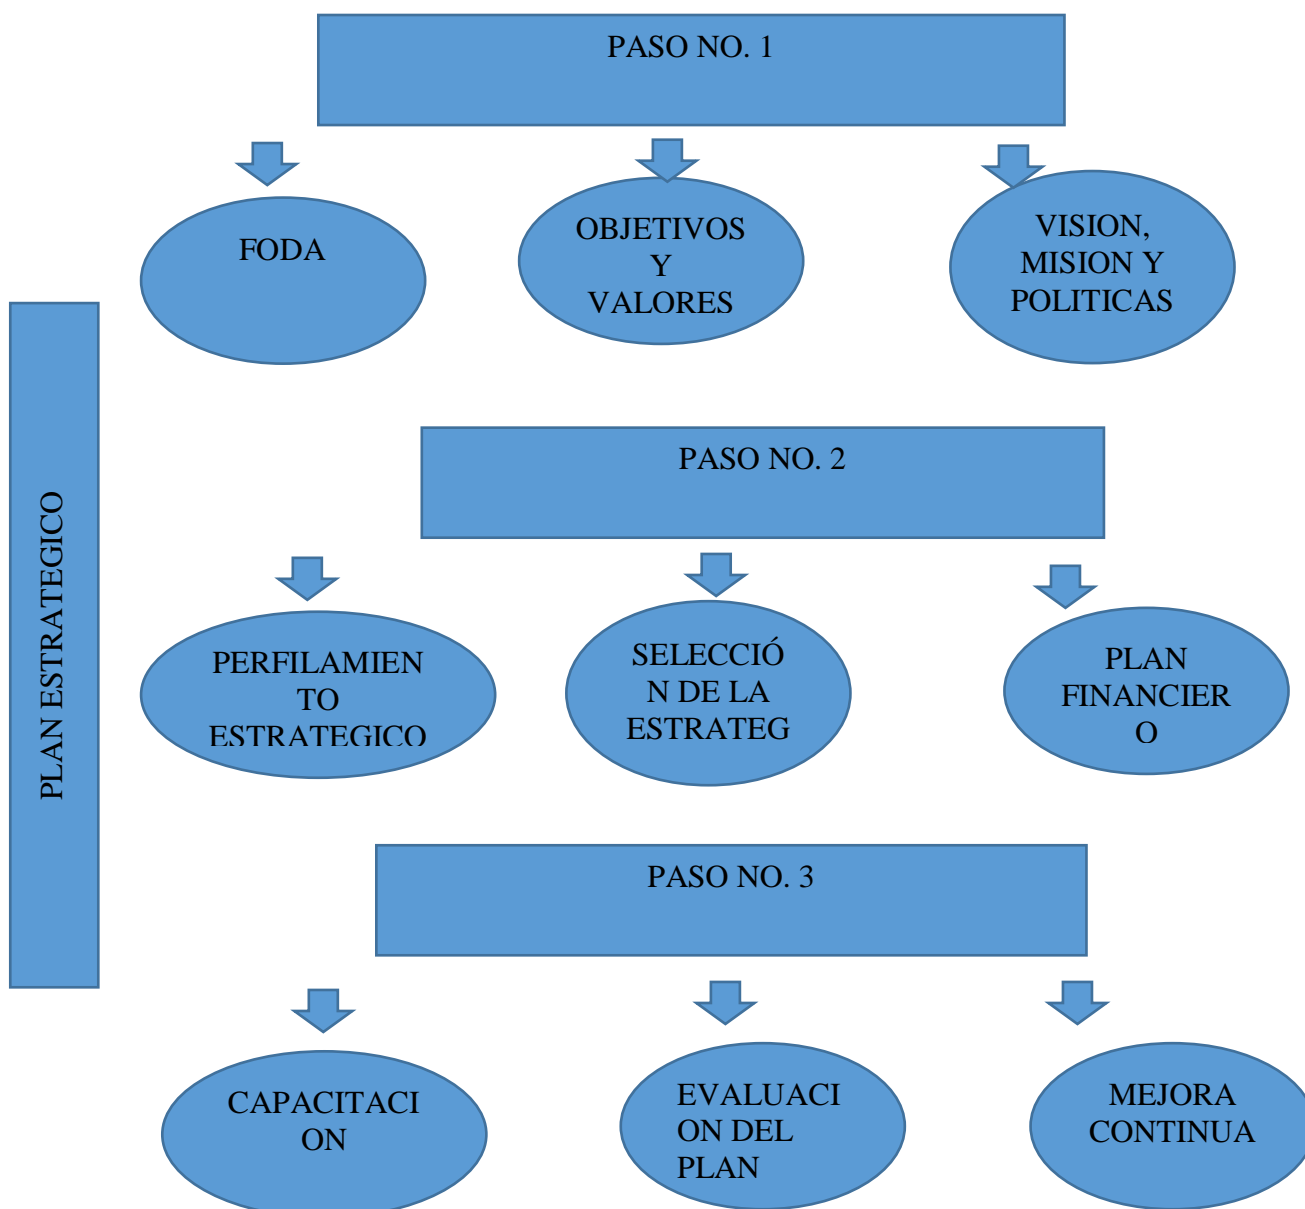 PASO NO. 1
FODA
OBJETIVOS
Y
VALORES
VISION,
MISION Y
POLITICAS
PLAN ESTRATEGICO
PASO NO. 2
PERFILAMIEN
TO
ESTRATEGICO
SELECCIÓ
N DE LA
ESTRATEG
PLAN
FINANCIER
O
PASO NO. 3
CAPACITACI
ON
EVALUACI
ON DEL
PLAN
MEJORA
CONTINUA